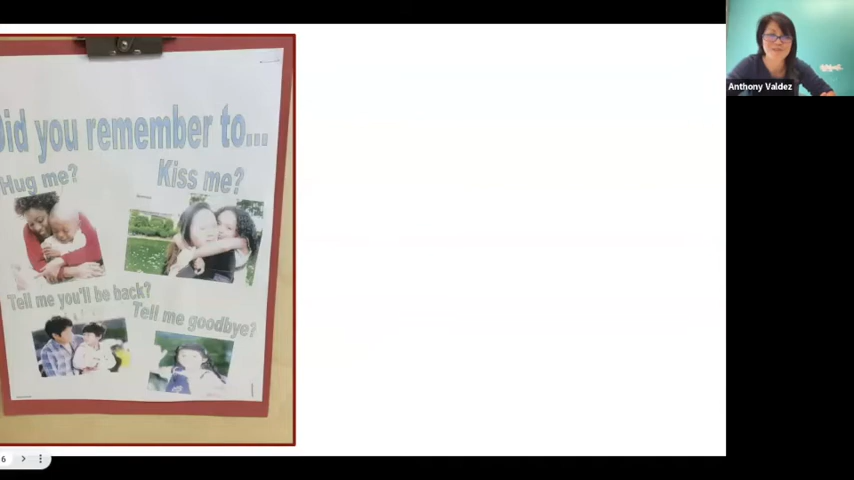 Did you remember to...
Hug me?
Kiss me?
Tell me you'll be back?
Tell me goodbye?
Anthony Valdez
6